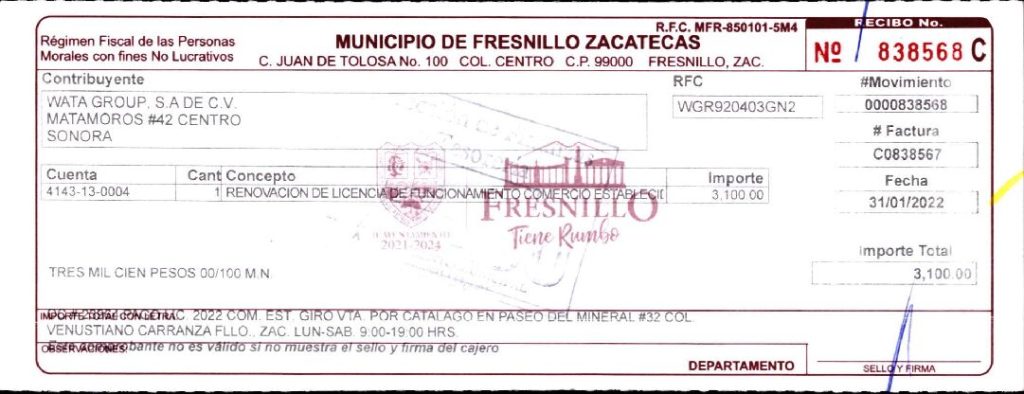 Régimen Fiscal de las Personas
Morales con fines No Lucrativos
R.F.C. MFR-850101-5M4
MUNICIPIO DE FRESNILLO ZACATECAS
C. JUAN DE TOLOSA No. 100 COL. CENTRO C.P. 99000 FRESNILLO, ZAC.
RECIBO No.
Nº 838568 C
Contribuyente
WATA GROUP, S.A DE C.V.
MATAMOROS #42 CENTRO
SONORA
RFC
WGR920403GN2
#Movimiento
0000838568
# Factura
C0838567
Fecha
31/01/2022
Cuenta Cant Concepto Importe
4143-13-0004 1 RENOVACION DE LICENCIA DE FUNCIONAMIENTO COMERCIO ESTABLECID 3,100.00
2021-2024
FRESNILLO
Tiene Rumbo
Importe Total
3,100.00
TRES MIL CIEN PESOS 00/100 M.N.
IMPORTE TOTAL CON LETRA
2022 COM. EST. GIRO VTA. POR CATALAGO EN PASEO DEL MINERAL #32 COL.
VENUSTIANO CARRANZA FLLO., ZAC. LUN-SAB. 9:00-19:00 HRS.
OBSERVACIONES:
Este comprobante no es válido si no muestra el sello y firma del cajero
DEPARTAMENTO
SELLO Y FIRMA